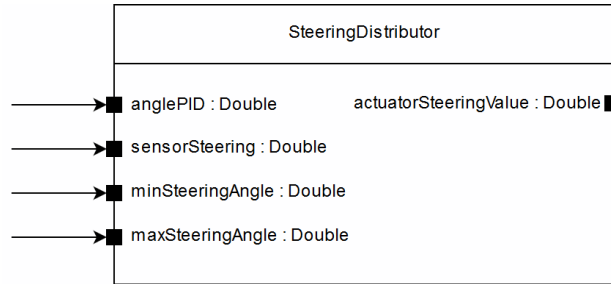 SteeringDistributor
anglePID : Double
actuatorSteeringValue : Double
sensorSteering : Double
minSteeringAngle : Double
maxSteeringAngle : Double